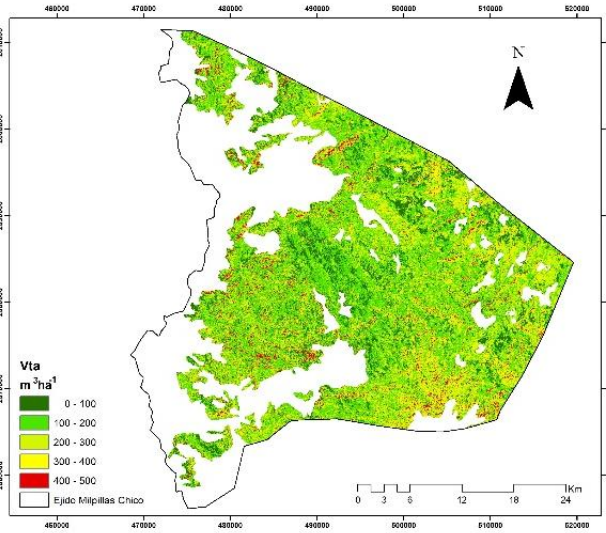 460000 470000 480000 490000 500000 510000 520000
N
Vta
m³ha⁻¹
0 - 100
100 - 200
200 - 300
300 - 400
400 - 500
Ejido Milpillas Chico
Km
0 3 6 12 18 24
460000 470000 480000 490000 500000 510000 520000